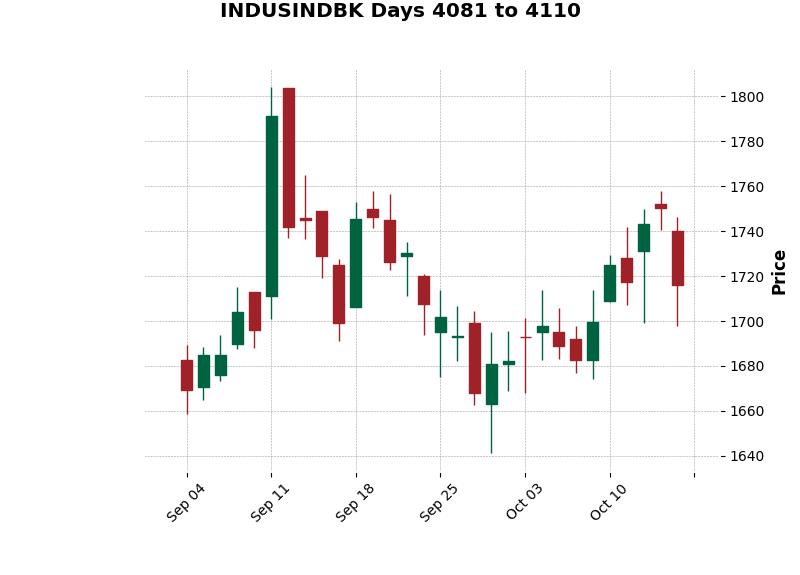 INDUSINDBK Days 4081 to 4110
1800
1780
1760
1740
1720
1700
1680
1660
1640
Price
Sep 04
Sep 11
Sep 18
Sep 25
Oct 03
Oct 10